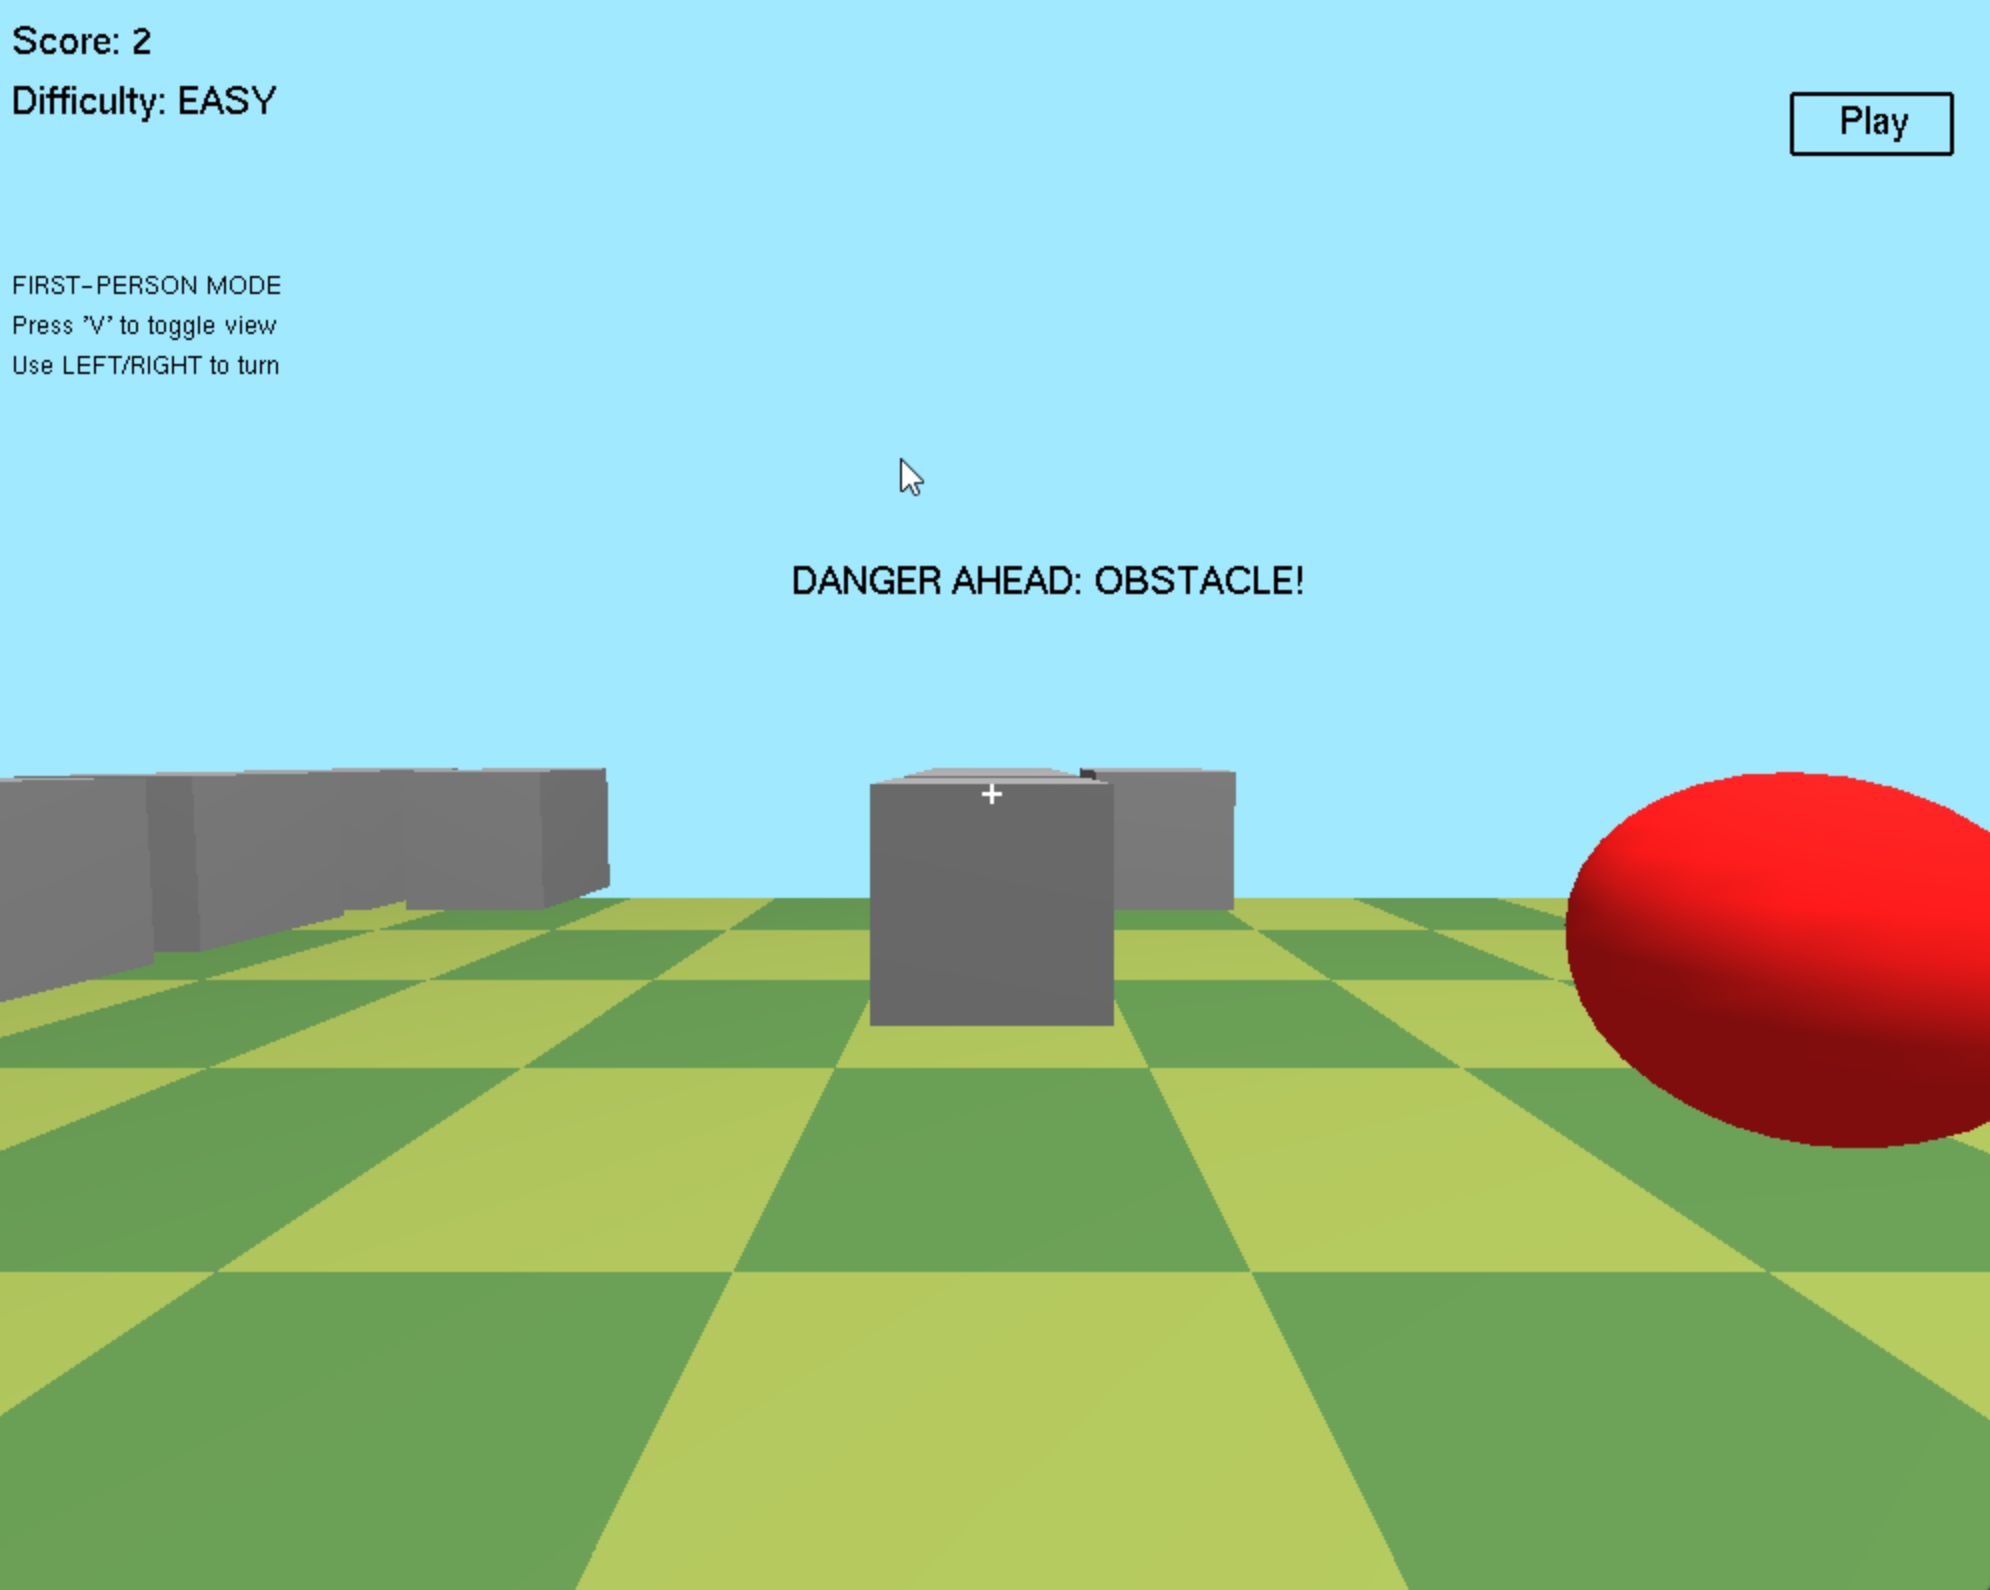 Score: 2
Difficulty: EASY
Play
FIRST-PERSON MODE
Press 'V' to toggle view
Use LEFT/RIGHT to turn
DANGER AHEAD: OBSTACLE!